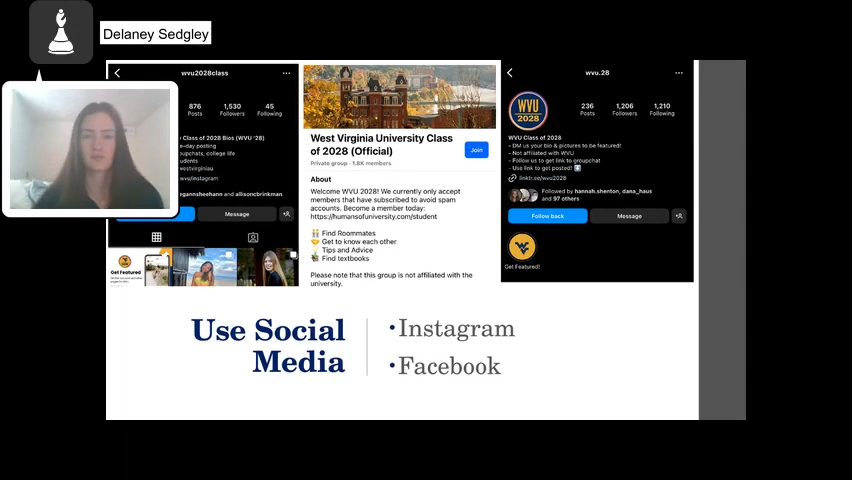 Delaney Sedgley
wvu2028class
876
1,530
45
Posts
Followers
Following
Class of 2028 Bios (WVU '28)
e-day posting
oupchats, college life
udents
westvirginiau
wvu/instagram
egannsheehann and allisoncbrinkman
Message
Get Featured
West Virginia University Class
of 2028 (Official)
Private group · 1.8K members
Join
About
Welcome WVU 2028! We currently only accept
members that have subscribed to avoid spam
accounts. Become a member today:
https://humansofuniversity.com/student
Find Roommates
Get to know each other
Tips and Advice
Find textbooks
Please note that this group is not affiliated with the
university.
wvu.28
WVU
2028
236
1,206
1,210
Posts
Followers
Following
WVU Class of 2028
- DM us your bio & pictures to be featured!
- Not affiliated with WVU
- Follow us to get link to groupchat
- Use link to get posted!
linktr.ee/wvu2028
Followed by hannah.shenton, dana_haus
and 97 others
Follow back
Message
Get Featured!
Use Social
Media
•Instagram
•Facebook